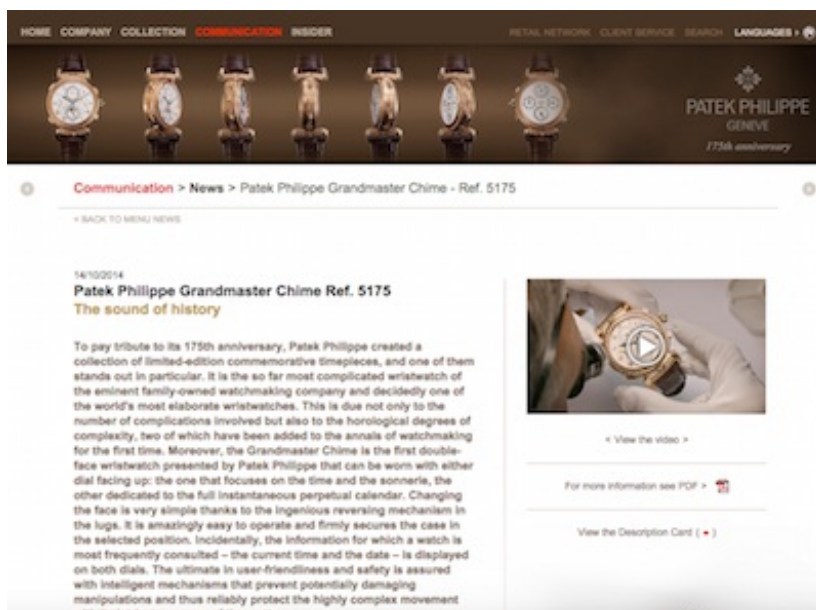 HOME COMPANY COLLECTION COMMUNICATION INSIDER
RETAIL NETWORK CLIENT SERVICE SEARCH LANGUAGES >
PATEK PHILIPPE
GENEVE
175th anniversary
Communication > News > Patek Philippe Grandmaster Chime - Ref. 5175
< BACK TO MENU NEWS
14/10/2014
Patek Philippe Grandmaster Chime Ref. 5175
The sound of history
To pay tribute to its 175th anniversary, Patek Philippe created a
collection of limited-edition commemorative timepieces, and one of them
stands out in particular. It is the so far most complicated wristwatch of
the eminent family-owned watchmaking company and decidedly one of
the world's most elaborate wristwatches. This is due not only to the
number of complications involved but also to the horological degrees of
complexity, two of which have been added to the annals of watchmaking
for the first time. Moreover, the Grandmaster Chime is the first double-
face wristwatch presented by Patek Philippe that can be worn with either
dial facing up: the one that focuses on the time and the sonnerie, the
other dedicated to the full instantaneous perpetual calendar. Changing
the face is very simple thanks to the ingenious reversing mechanism in
the lugs. It is amazingly easy to operate and firmly secures the case in
the selected position. Incidentally, the information for which a watch is
most frequently consulted – the current time and the date – is displayed
on both dials. The ultimate in user-friendliness and safety is assured
with intelligent mechanisms that prevent potentially damaging
manipulations and thus reliably protect the highly complex movement
< View the video >
For more information see PDF >
View the Description Card ( )